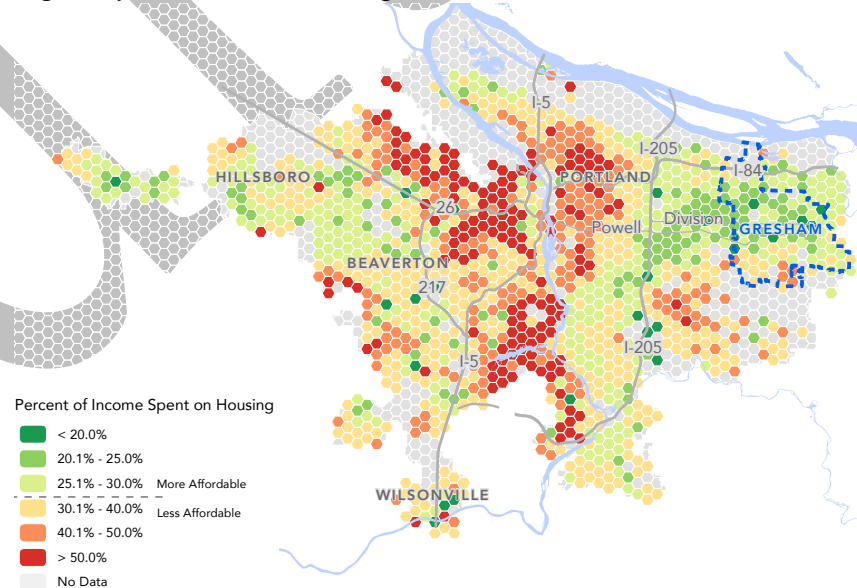 I-5
I-205
I-84
HILLSBORO
PORTLAND
26
Powell
Division
GRESHAM
BEAVERTON
217
I-5
I-205
Percent of Income Spent on Housing
< 20.0%
20.1% - 25.0%
25.1% - 30.0% More Affordable
30.1% - 40.0% Less Affordable
40.1% - 50.0%
WILSONVILLE
> 50.0%
No Data